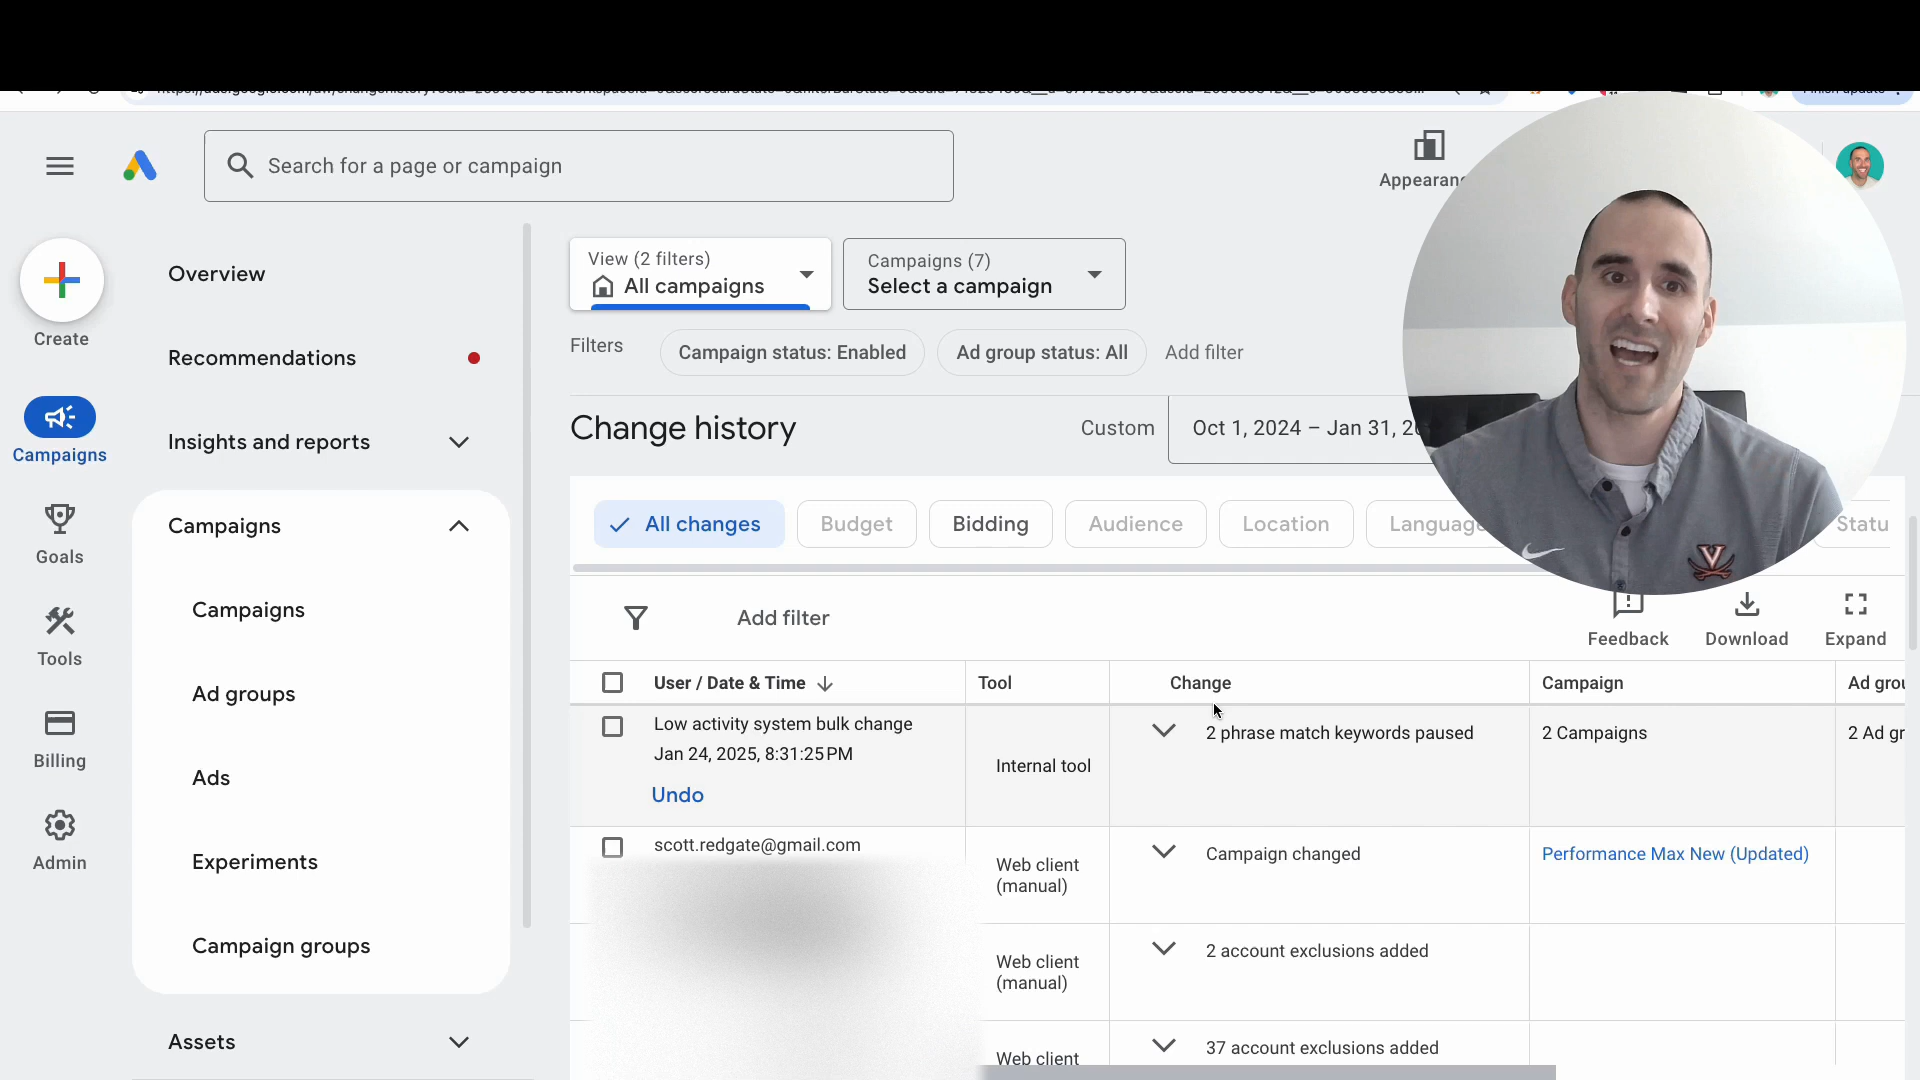 Search for a page or campaign
Create
Campaigns
Goals
Tools
Billing
Admin
Overview
Recommendations
Insights and reports
Campaigns
Campaigns
Ad groups
Ads
Experiments
Campaign groups
Assets
View (2 filters)
All campaigns
Campaigns (7)
Select a campaign
Filters
Campaign status: Enabled
Ad group status: All
Add filter
Change history
Custom
Oct 1, 2024 – Jan 31, 20
All changes
Budget
Bidding
Audience
Location
Language
Statu
Add filter
Feedback
Download
Expand
User / Date & Time
Tool
Change
Campaign
Ad grou
Low activity system bulk change
Jan 24, 2025, 8:31:25 PM
Undo
Internal tool
2 phrase match keywords paused
2 Campaigns
2 Ad gr
scott.redgate@gmail.com
Web client
(manual)
Campaign changed
Performance Max New (Updated)
Web client
(manual)
2 account exclusions added
Web client
37 account exclusions added